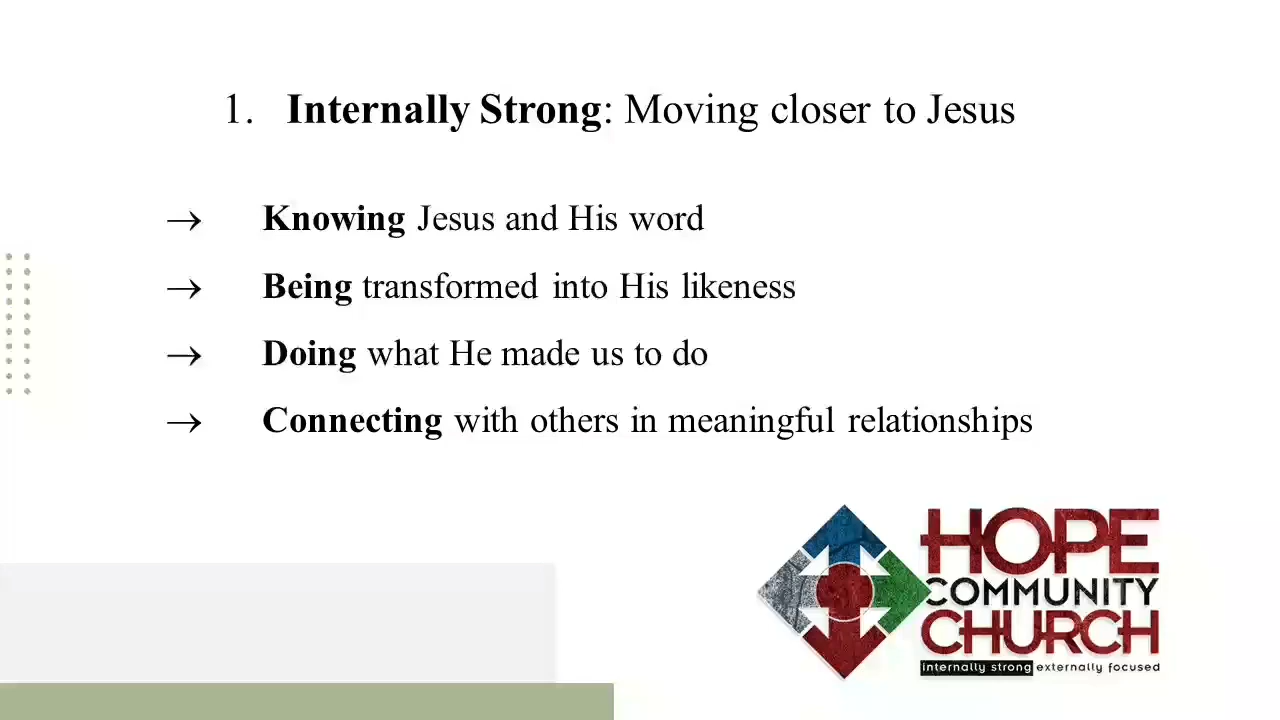 1. Internally Strong: Moving closer to Jesus
→ Knowing Jesus and His word
→ Being transformed into His likeness
→ Doing what He made us to do
→ Connecting with others in meaningful relationships
HOPE
COMMUNITY
CHURCH
internally strong externally focused